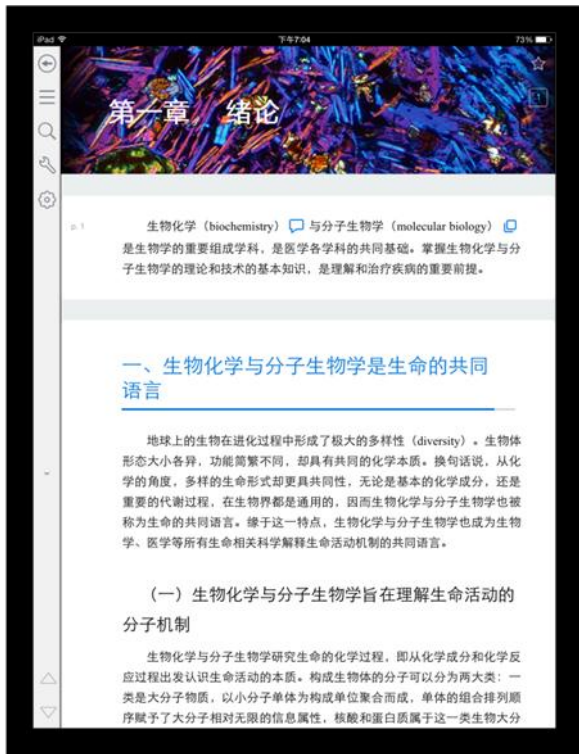 iPad 下午7:04 73%
第一章 绪论
p. 1
生物化学（biochemistry） 与分子生物学（molecular biology）
是生物学的重要组成学科，是医学各学科的共同基础。掌握生物化学与分
子生物学的理论和技术的基本知识，是理解和治疗疾病的重要前提。
一、生物化学与分子生物学是生命的共同
语言
地球上的生物在进化过程中形成了极大的多样性（diversity）。生物体
形态大小各异，功能简繁不同，却具有共同的化学本质。换句话说，从化
学的角度，多样的生命形式却更具共同性，无论是基本的化学成分，还是
重要的代谢过程，在生物界都是通用的，因而生物化学与分子生物学也被
称为生命的共同语言。缘于这一特点，生物化学与分子生物学也成为生物
学、医学等所有生命相关科学解释生命活动机制的共同语言。
（一）生物化学与分子生物学旨在理解生命活动的
分子机制
生物化学与分子生物学研究生命的化学过程，即从化学成分和化学反
应过程出发认识生命活动的本质。构成生物体的分子可以分为两大类：一
类是大分子物质，以小分子单体为构成单位聚合而成，单体的组合排列顺
序赋予了大分子相对无限的信息属性，核酸和蛋白质属于这一类生物大分